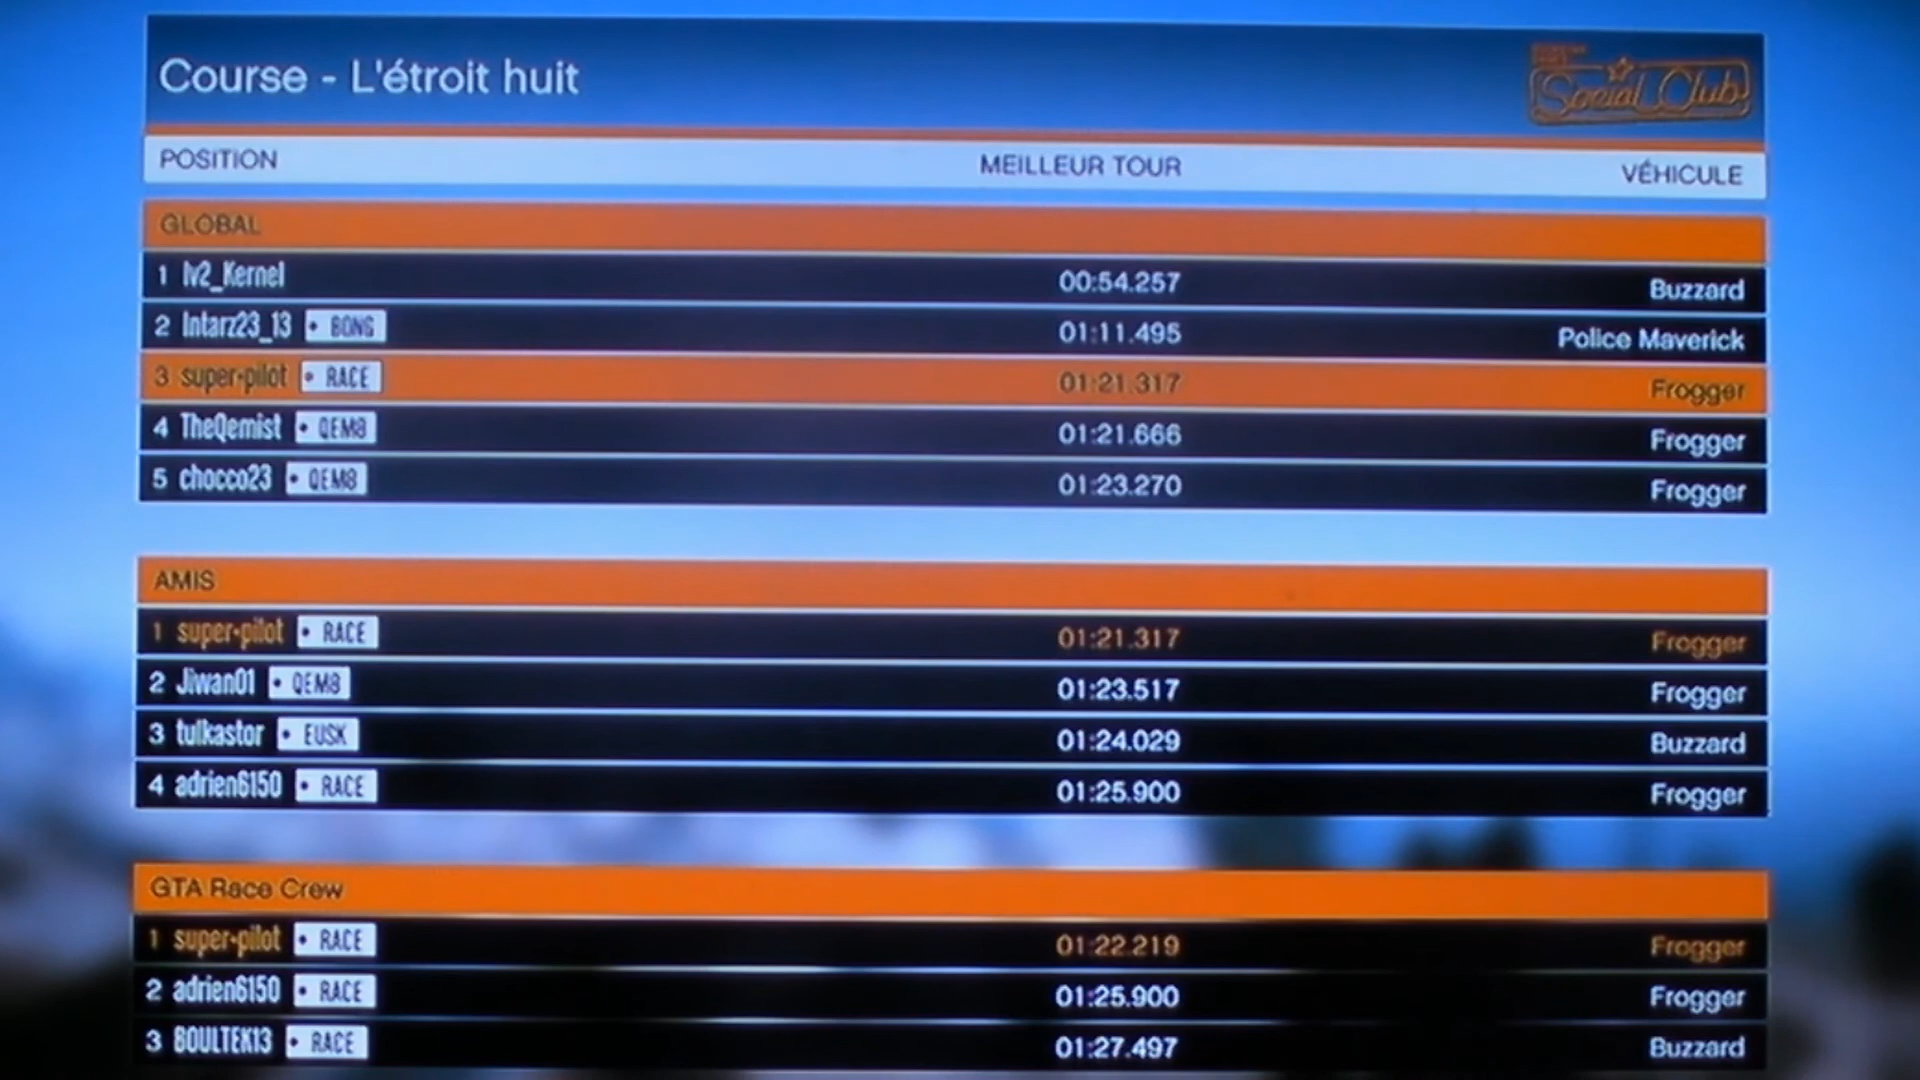 Course - L'étroit huit
Social Club
POSITION MEILLEUR TOUR VÉHICULE
GLOBAL
1 lv2_Kernel 00:54.257 Buzzard
2 Intarz23_13 • BONG 01:11.495 Police Maverick
3 super-pilot • RACE 01:21.317 Frogger
4 TheQemist • QEM8 01:21.666 Frogger
5 chocco23 • QEM8 01:23.270 Frogger
AMIS
1 super-pilot • RACE 01:21.317 Frogger
2 Jiwan01 • QEM8 01:23.517 Frogger
3 tulkastor • EUSK 01:24.029 Buzzard
4 adrien6150 • RACE 01:25.900 Frogger
GTA Race Crew
1 super-pilot • RACE 01:22.219 Frogger
2 adrien6150 • RACE 01:25.900 Frogger
3 BOULTEK13 • RACE 01:27.497 Buzzard